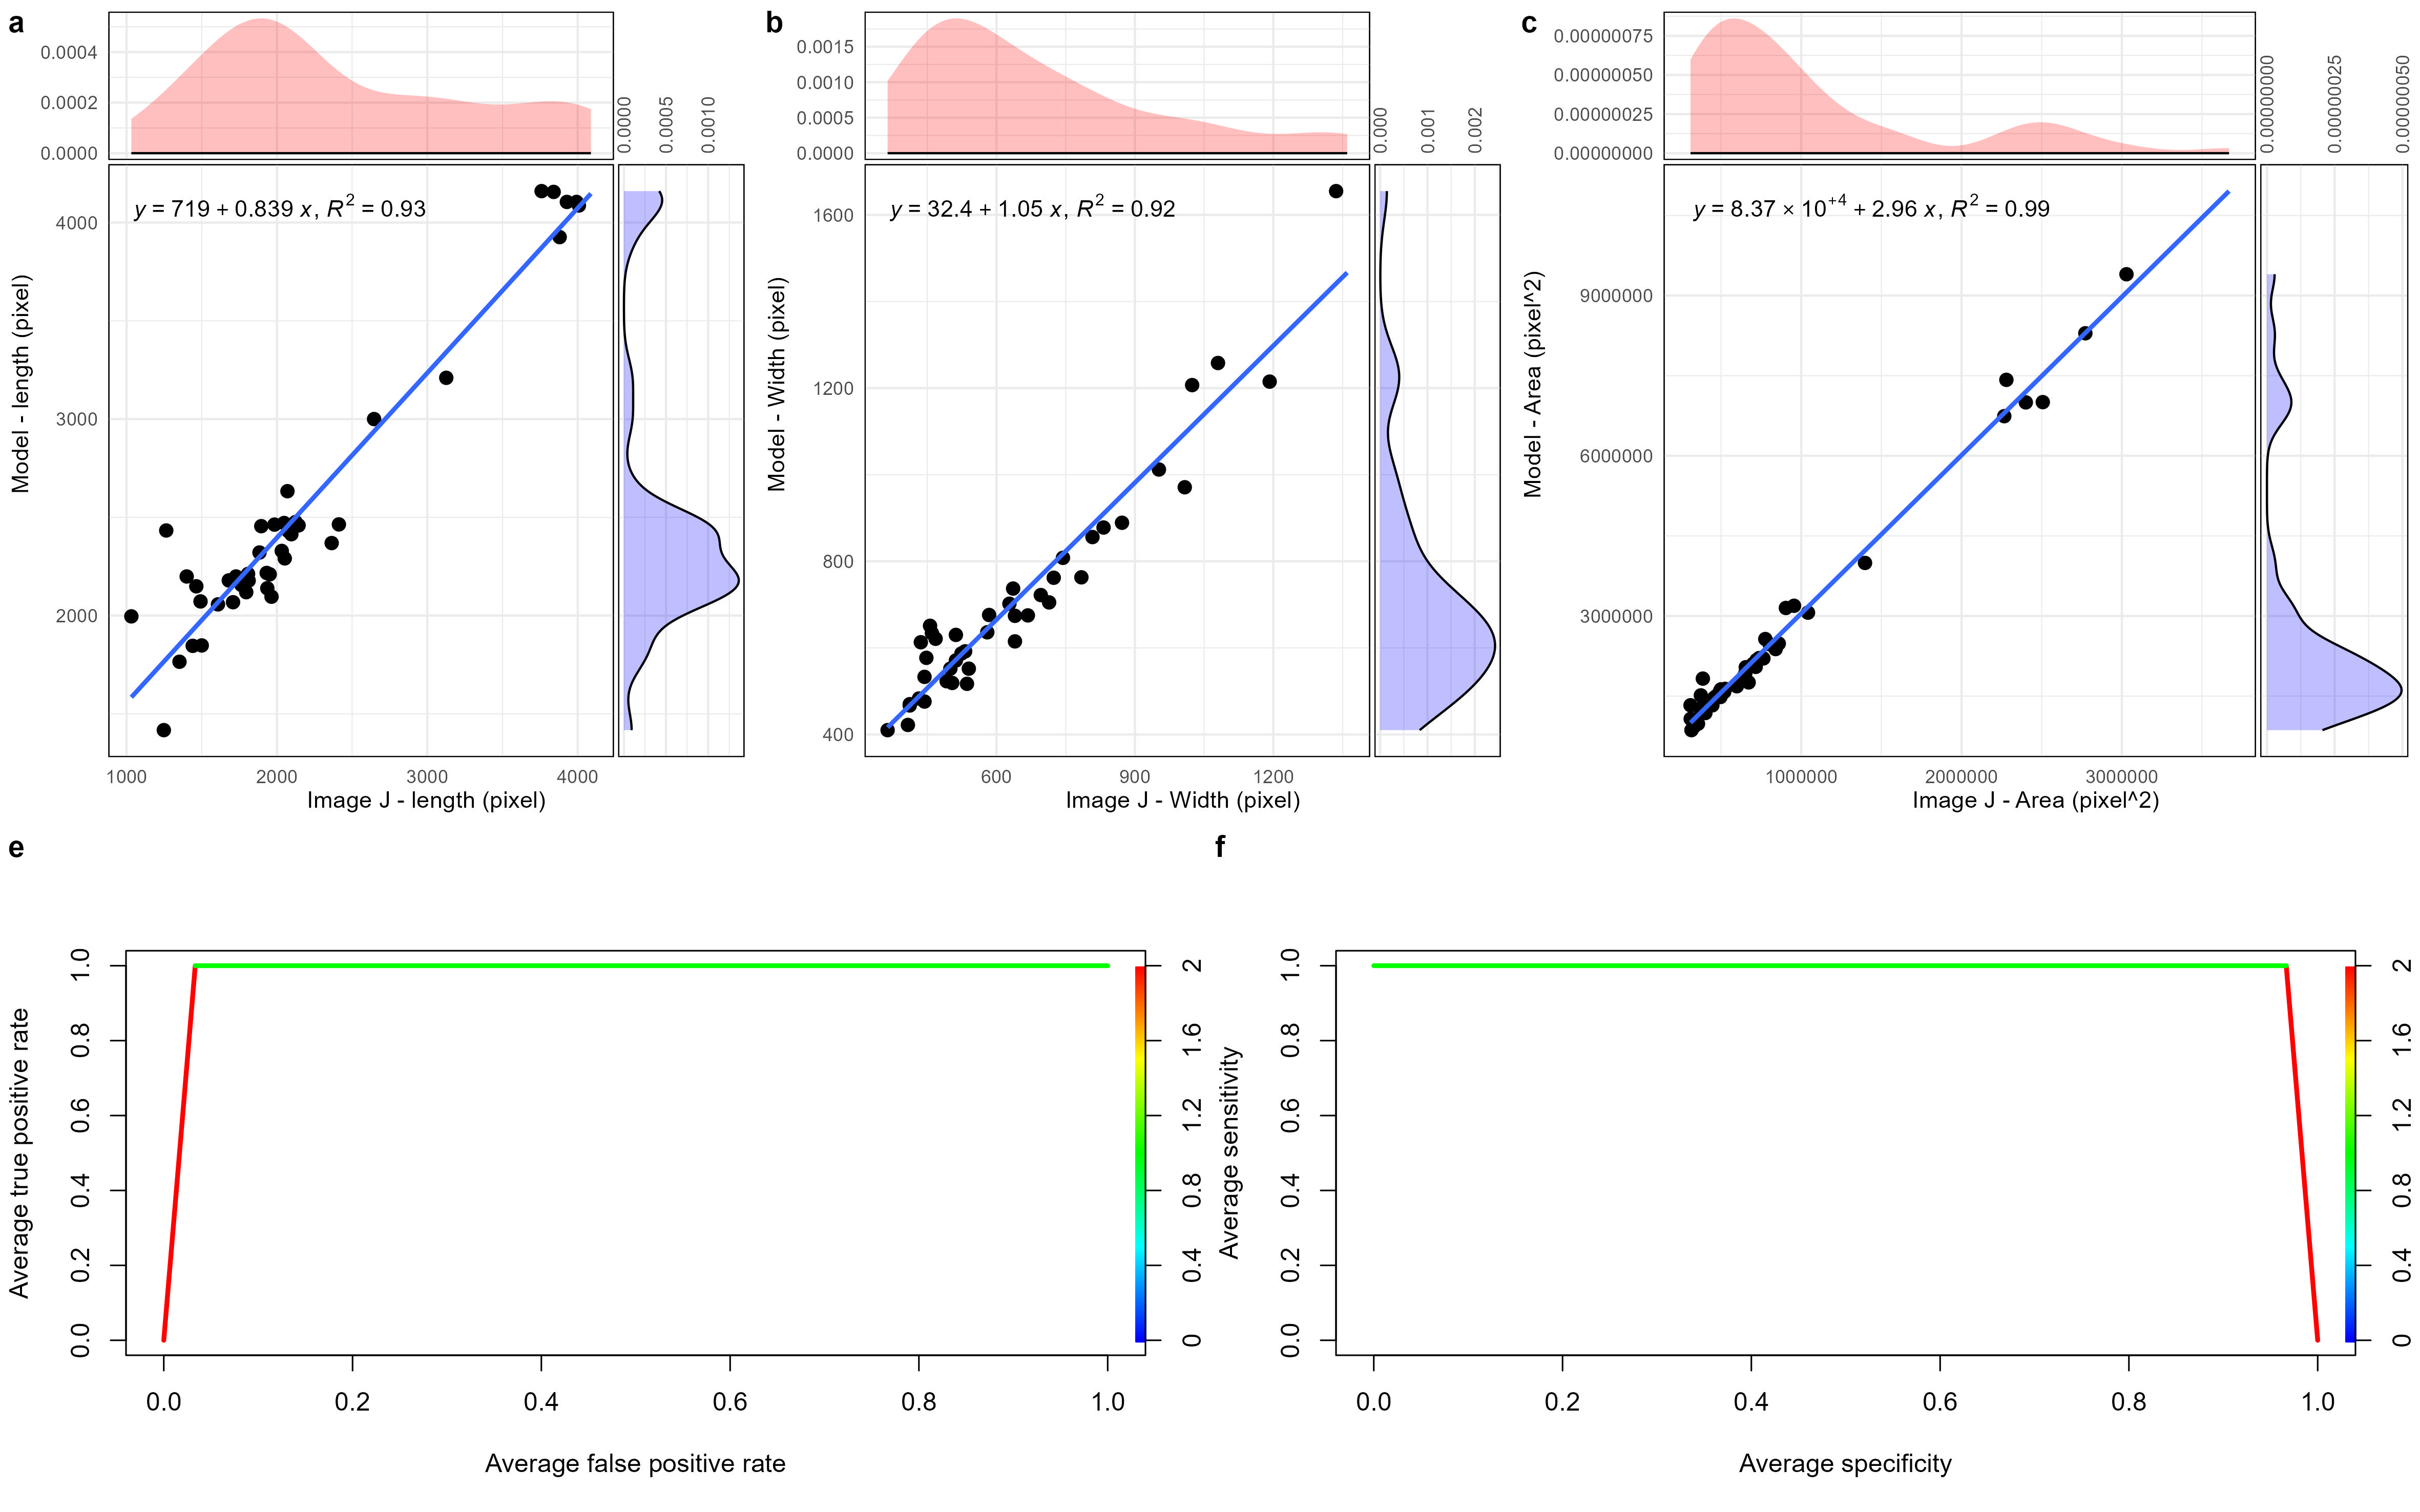 a
0.0004
0.0002
0.0000
0.0000
0.0005
0.0010
y = 719 + 0.839 x, R² = 0.93
4000
3000
2000
Model - length (pixel)
1000 2000 3000 4000
Image J - length (pixel)
b
0.0015
0.0010
0.0005
0.0000
0.000
0.001
0.002
y = 32.4 + 1.05 x, R² = 0.92
1600
1200
800
400
Model - Width (pixel)
600 900 1200
Image J - Width (pixel)
c
0.00000075
0.00000050
0.00000025
0.00000000
0.00000000
0.00000025
0.00000050
y = 8.37 × 10⁺⁴ + 2.96 x, R² = 0.99
9000000
6000000
3000000
Model - Area (pixel^2)
1000000 2000000 3000000
Image J - Area (pixel^2)
e
Average true positive rate
0.0 0.2 0.4 0.6 0.8 1.0
0.0 0.2 0.4 0.6 0.8 1.0
Average false positive rate
0 0.4 0.8 1.2 1.6 2
f
Average sensitivity
0.0 0.2 0.4 0.6 0.8 1.0
0.0 0.2 0.4 0.6 0.8 1.0
Average specificity
0 0.4 0.8 1.2 1.6 2